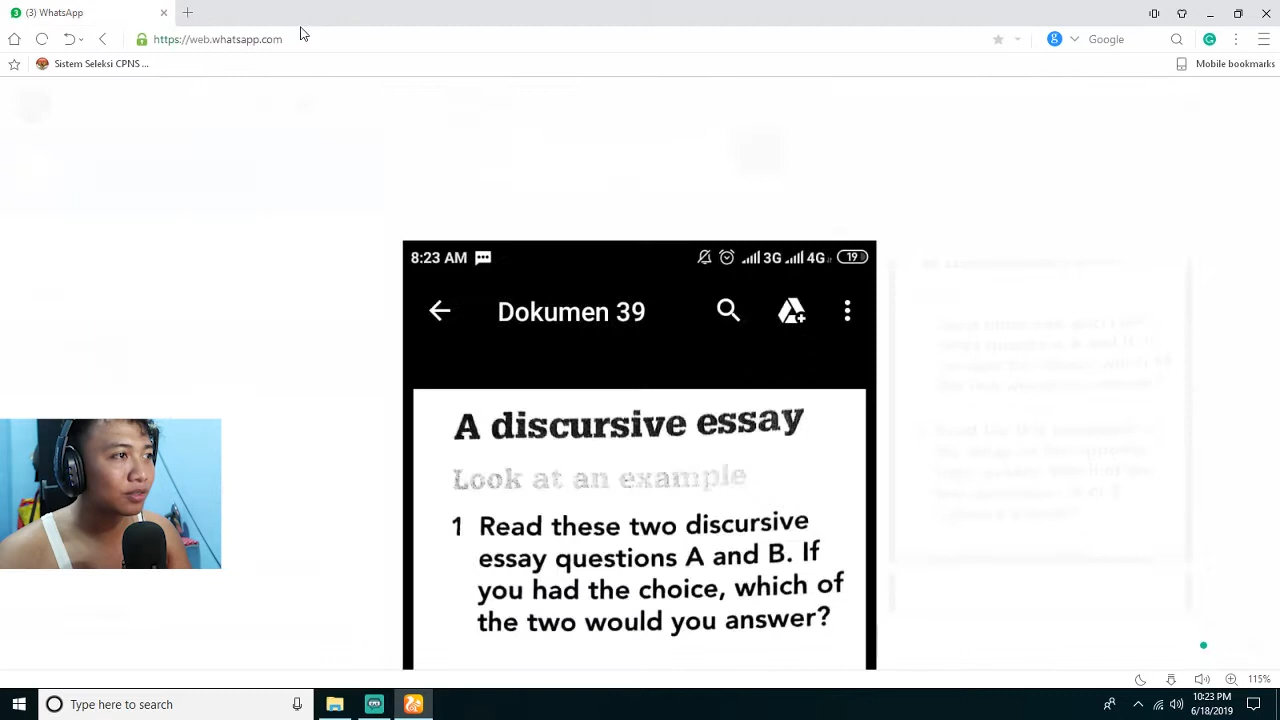 (3) WhatsApp
https://web.whatsapp.com
Google
Sistem Seleksi CPNS ...
Mobile bookmarks
8:23 AM
3G 4G 19
Dokumen 39
A discursive essay
Look at an example
1 Read these two discursive
essay questions A and B. If
you had the choice, which of
the two would you answer?
115%
Type here to search
10:23 PM
6/18/2019